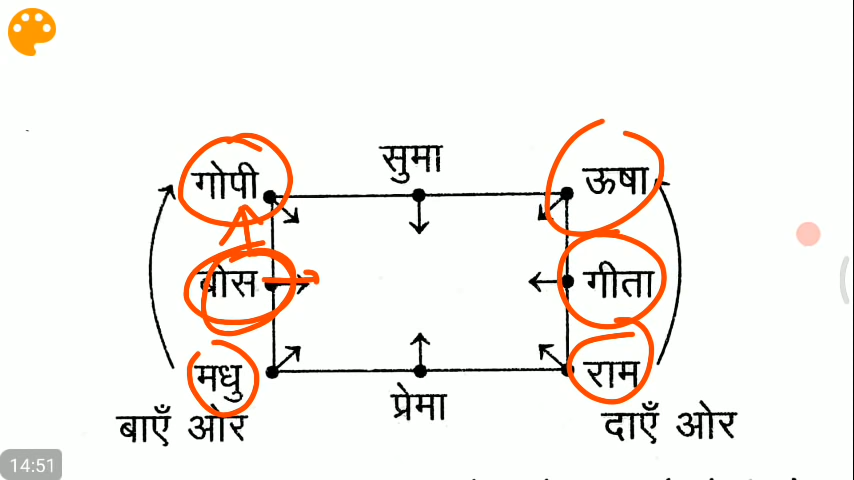 सुमा
गोपी ऊषा
बोस गीता
मधु राम
प्रेमा
बाएँ ओर दाएँ ओर
14:51